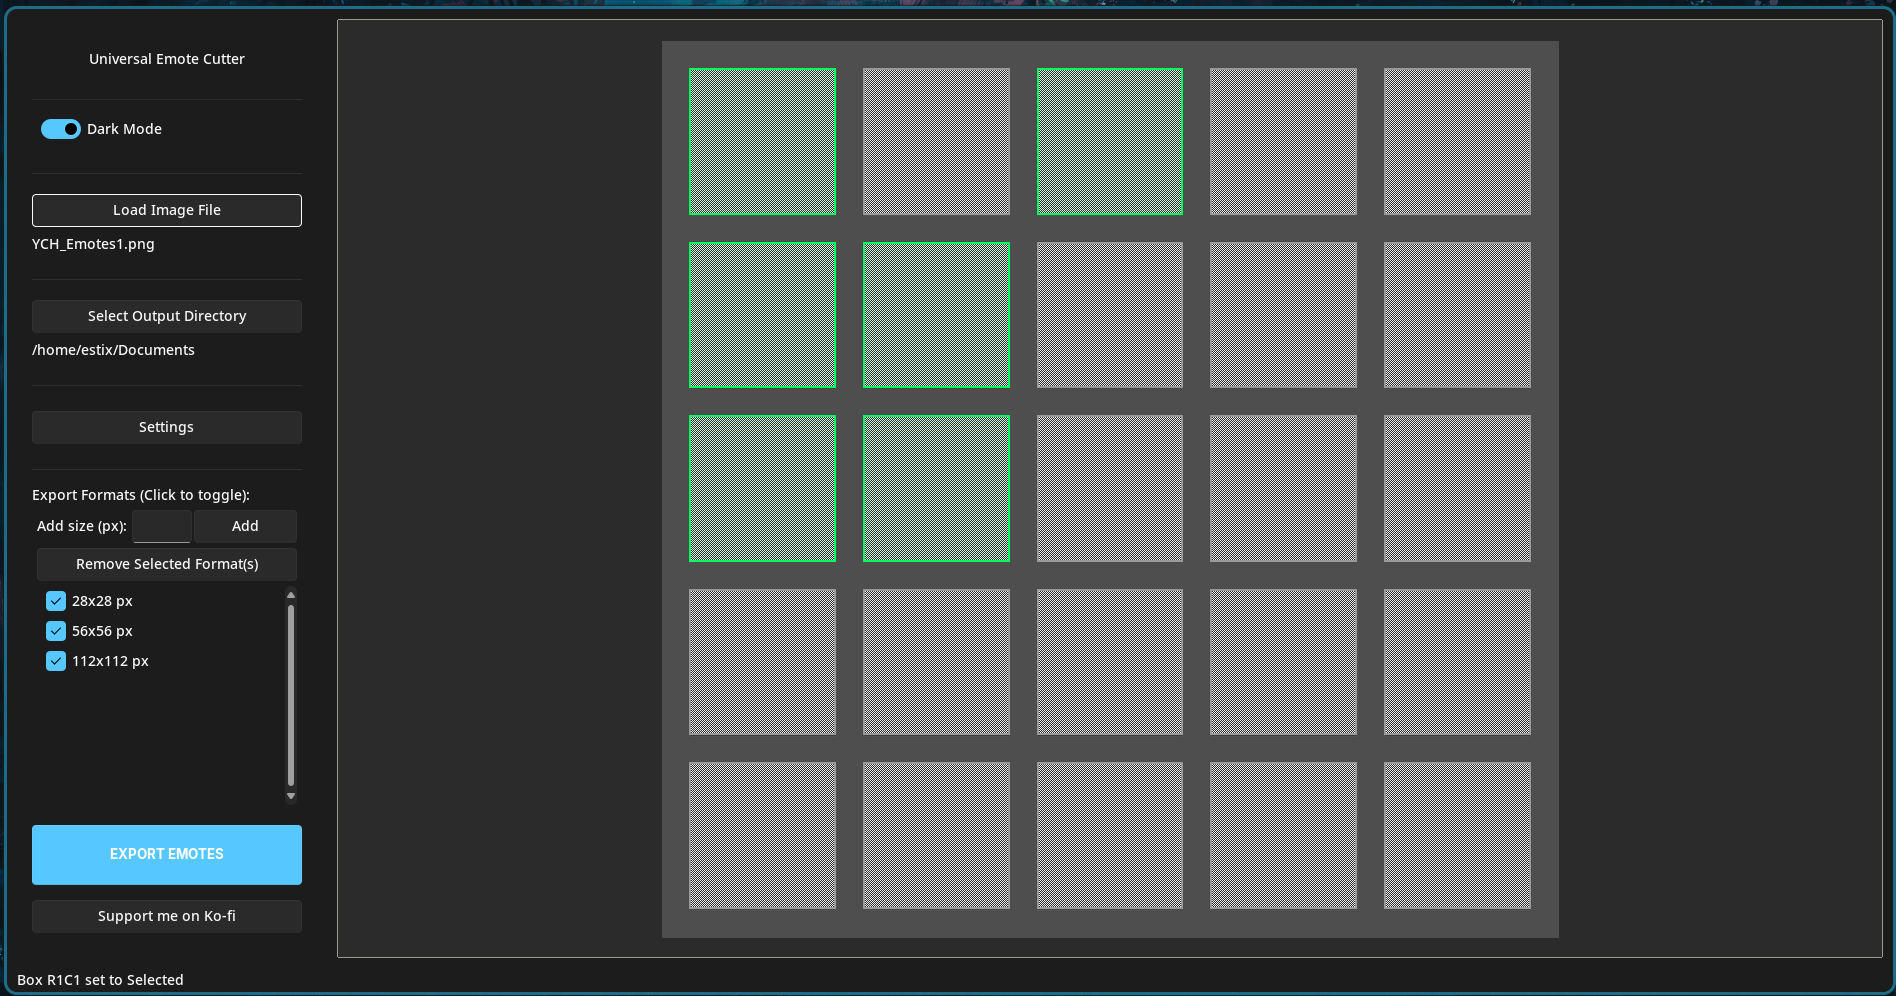 Universal Emote Cutter
Dark Mode
Load Image File
YCH_Emotes1.png
Select Output Directory
/home/estix/Documents
Settings
Export Formats (Click to toggle):
Add size (px):
Add
Remove Selected Format(s)
28x28 px
56x56 px
112x112 px
EXPORT EMOTES
Support me on Ko-fi
Box R1C1 set to Selected